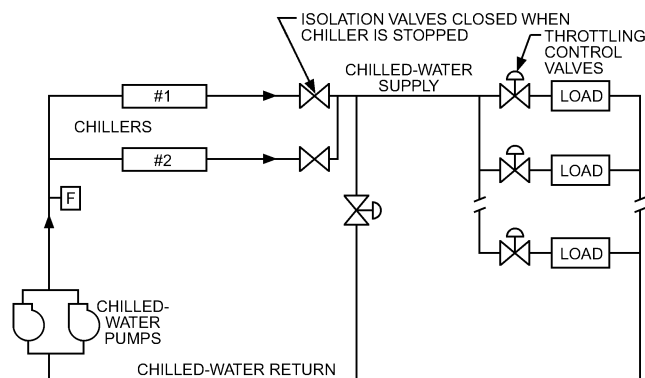 ISOLATION VALVES CLOSED WHEN
CHILLER IS STOPPED
THROTTLING
CONTROL
VALVES
CHILLED-WATER
SUPPLY
#1
LOAD
CHILLERS
#2
LOAD
F
LOAD
CHILLED-
WATER
PUMPS
CHILLED-WATER RETURN